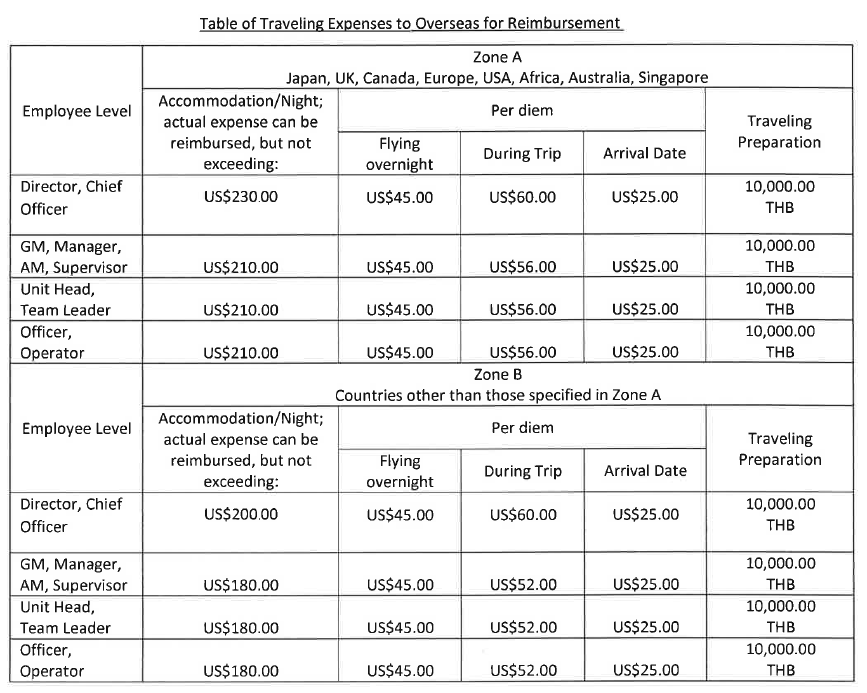 Table of Traveling Expenses to Overseas for Reimbursement
Employee Level
Zone A
Japan, UK, Canada, Europe, USA, Africa, Australia, Singapore
Accommodation/Night;
actual expense can be
reimbursed, but not
exceeding:
Per diem
Traveling
Preparation
Flying
overnight
During Trip
Arrival Date
Director, Chief
Officer
US$230.00
US$45.00
US$60.00
US$25.00
10,000.00
THB
GM, Manager,
AM, Supervisor
US$210.00
US$45.00
US$56.00
US$25.00
10,000.00
THB
Unit Head,
Team Leader
US$210.00
US$45.00
US$56.00
US$25.00
10,000.00
THB
Officer,
Operator
US$210.00
US$45.00
US$56.00
US$25.00
10,000.00
THB
Employee Level
Zone B
Countries other than those specified in Zone A
Accommodation/Night;
actual expense can be
reimbursed, but not
exceeding:
Per diem
Traveling
Preparation
Flying
overnight
During Trip
Arrival Date
Director, Chief
Officer
US$200.00
US$45.00
US$60.00
US$25.00
10,000.00
THB
GM, Manager,
AM, Supervisor
US$180.00
US$45.00
US$52.00
US$25.00
10,000.00
THB
Unit Head,
Team Leader
US$180.00
US$45.00
US$52.00
US$25.00
10,000.00
THB
Officer,
Operator
US$180.00
US$45.00
US$52.00
US$25.00
10,000.00
THB